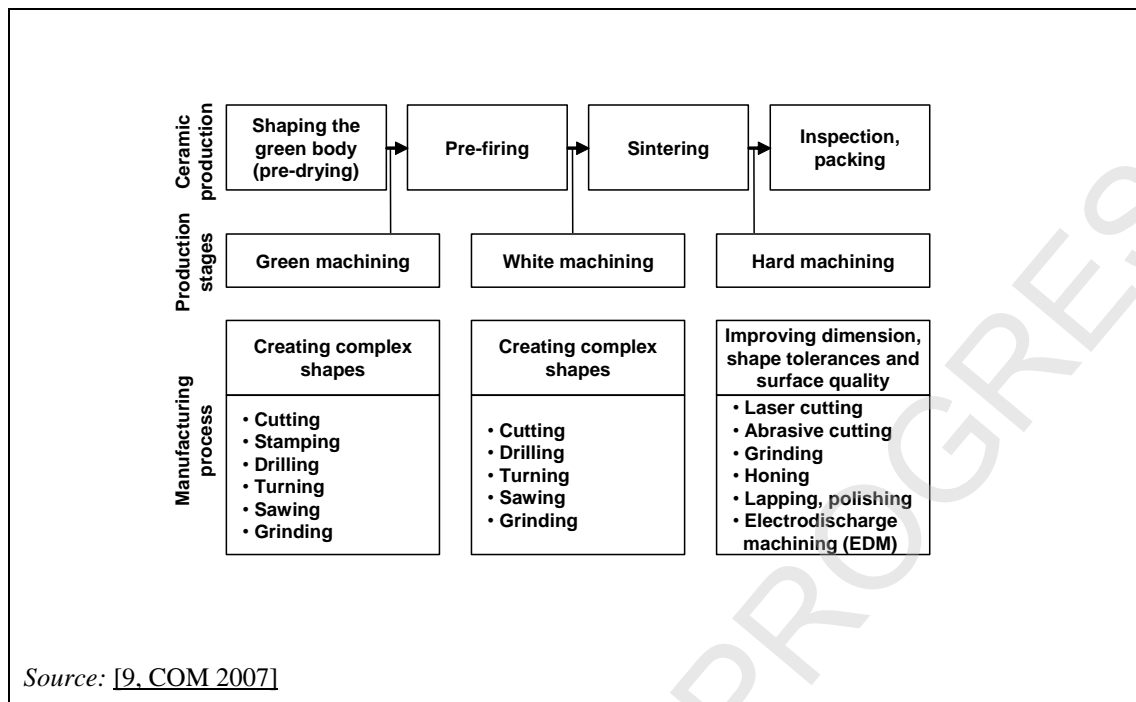 Ceramic
production
Shaping the
green body
(pre-drying)
Pre-firing
Sintering
Inspection,
packing
Production
stages
Green machining
White machining
Hard machining
Manufacturing
process
Creating complex
shapes
• Cutting
• Stamping
• Drilling
• Turning
• Sawing
• Grinding
Creating complex
shapes
• Cutting
• Drilling
• Turning
• Sawing
• Grinding
Improving dimension,
shape tolerances and
surface quality
• Laser cutting
• Abrasive cutting
• Grinding
• Honing
• Lapping, polishing
• Electrodischarge
machining (EDM)
Source: [9, COM 2007]
PROGRES